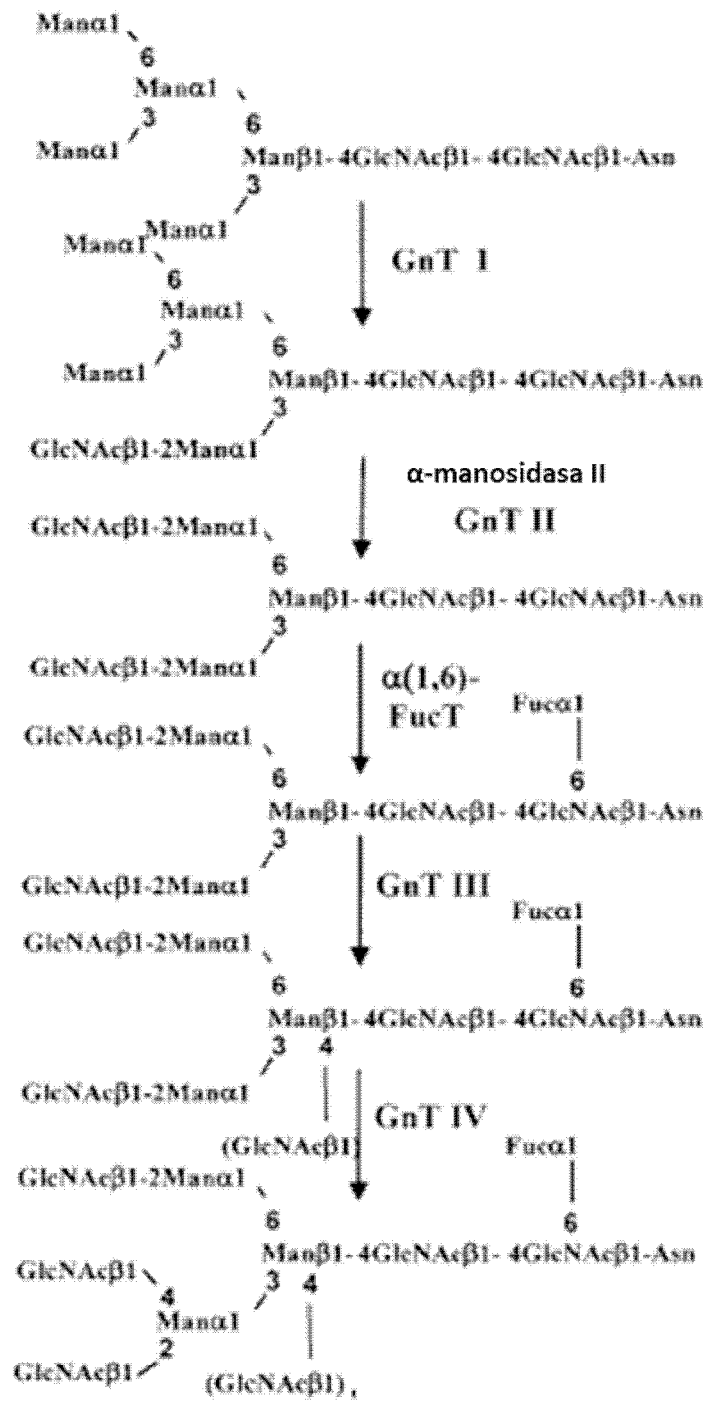 Manα1
6
Manα1
3 6
Manα1 Manβ1-4GlcNAcβ1-4GlcNAcβ1-Asn
3
Manα1
Manα1 GnT I
6
Manα1
3 6
Manα1 Manβ1-4GlcNAcβ1-4GlcNAcβ1-Asn
3
GlcNAcβ1-2Manα1
α-manosidasa II
GlcNAcβ1-2Manα1 GnT II
6
Manβ1-4GlcNAcβ1-4GlcNAcβ1-Asn
3
GlcNAcβ1-2Manα1
α(1,6)-
FucT Fucα1
GlcNAcβ1-2Manα1
6 6
Manβ1-4GlcNAcβ1-4GlcNAcβ1-Asn
3
GlcNAcβ1-2Manα1 GnT III
Fucα1
GlcNAcβ1-2Manα1
6 6
Manβ1-4GlcNAcβ1-4GlcNAcβ1-Asn
3 4
GlcNAcβ1-2Manα1
GnT IV
(GlcNAcβ1) Fucα1
GlcNAcβ1-2Manα1
6 6
Manβ1-4GlcNAcβ1-4GlcNAcβ1-Asn
GlcNAcβ1 3 4
4
Manα1
2
GlcNAcβ1 (GlcNAcβ1),